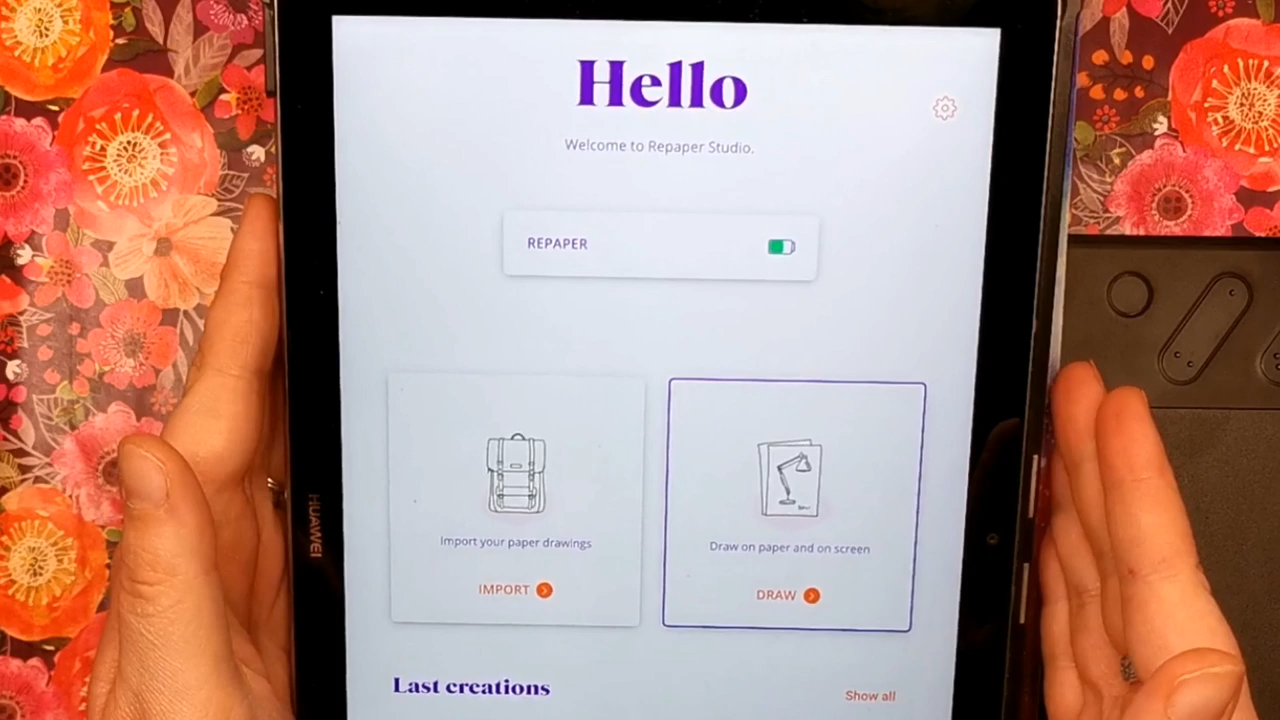 Hello
Welcome to Repaper Studio.
REPAPER
Import your paper drawings
IMPORT
Draw on paper and on screen
DRAW
Last creations
Show all
HUAWEI